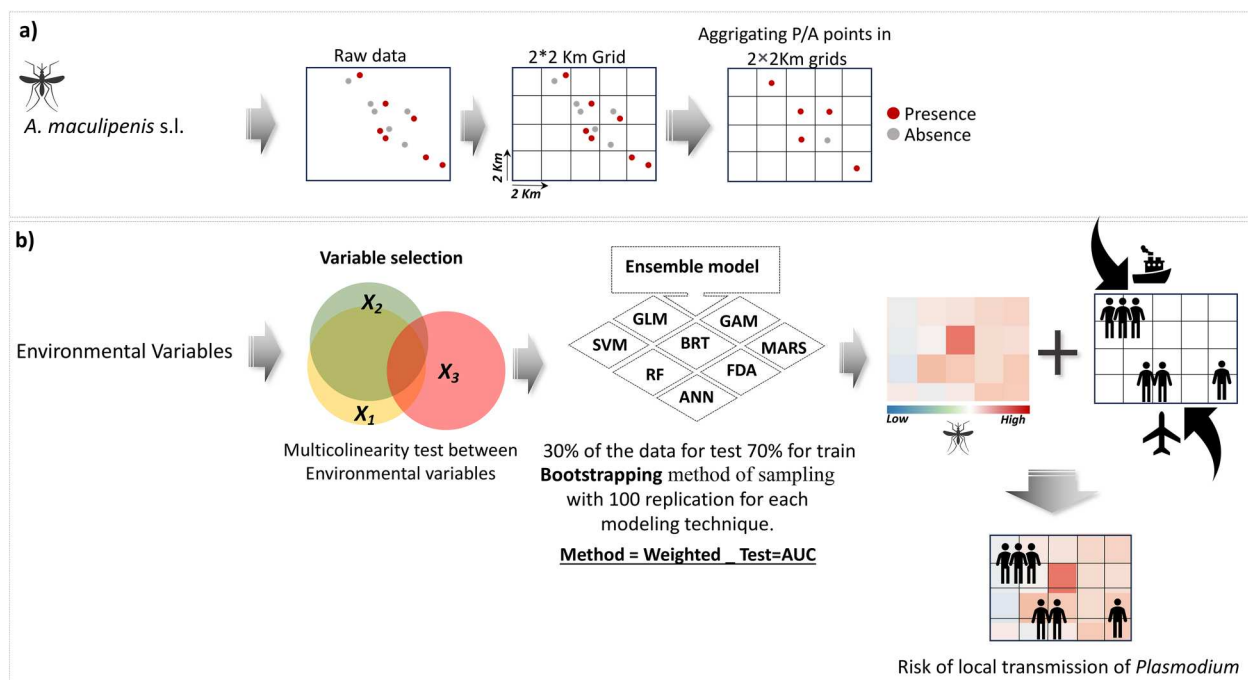 a)
A. maculipenis s.l.
Raw data
2*2 Km Grid
2 Km
2 Km
Aggrigating P/A points in
2×2Km grids
Presence
Absence
b)
Environmental Variables
Variable selection
X2
X3
X1
Multicolinearity test between
Environmental variables
Ensemble model
GLM
GAM
SVM
BRT
MARS
RF
FDA
ANN
30% of the data for test 70% for train
Bootstrapping method of sampling
with 100 replication for each
modeling technique.
Method = Weighted _ Test=AUC
Low
High
Risk of local transmission of Plasmodium